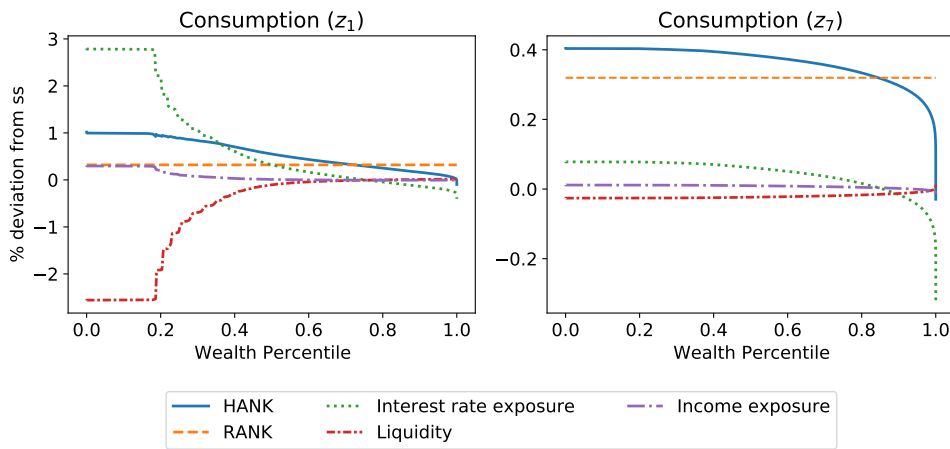 Consumption (z1)
Consumption (z7)
% deviation from ss
3
2
1
0
−1
−2
0.0 0.2 0.4 0.6 0.8 1.0
Wealth Percentile
0.4
0.2
0.0
−0.2
0.0 0.2 0.4 0.6 0.8 1.0
Wealth Percentile
HANK Interest rate exposure Income exposure
RANK Liquidity